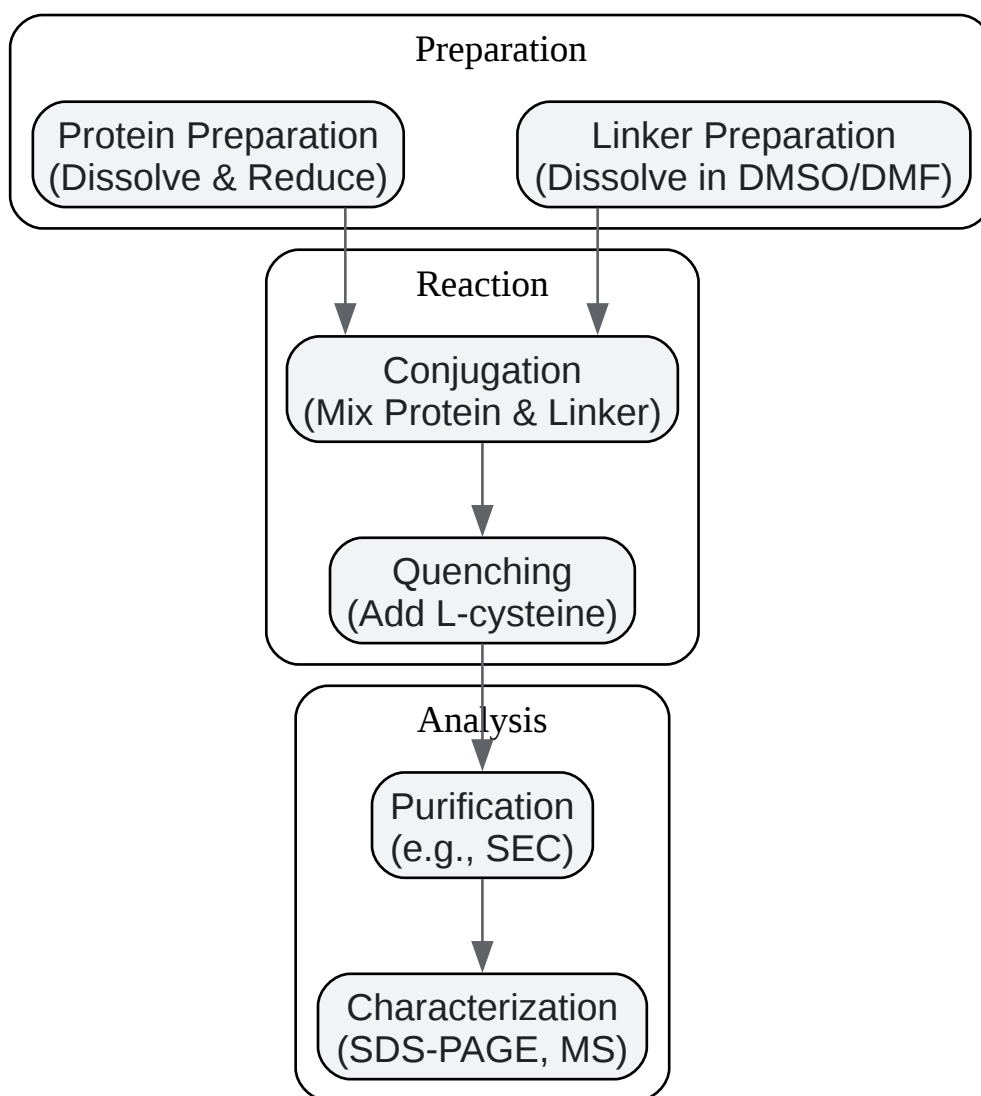 Preparation
Protein Preparation
(Dissolve & Reduce)
Linker Preparation
(Dissolve in DMSO/DMF)
Reaction
Conjugation
(Mix Protein & Linker)
Quenching
(Add L-cysteine)
Analysis
Purification
(e.g., SEC)
Characterization
(SDS-PAGE, MS)